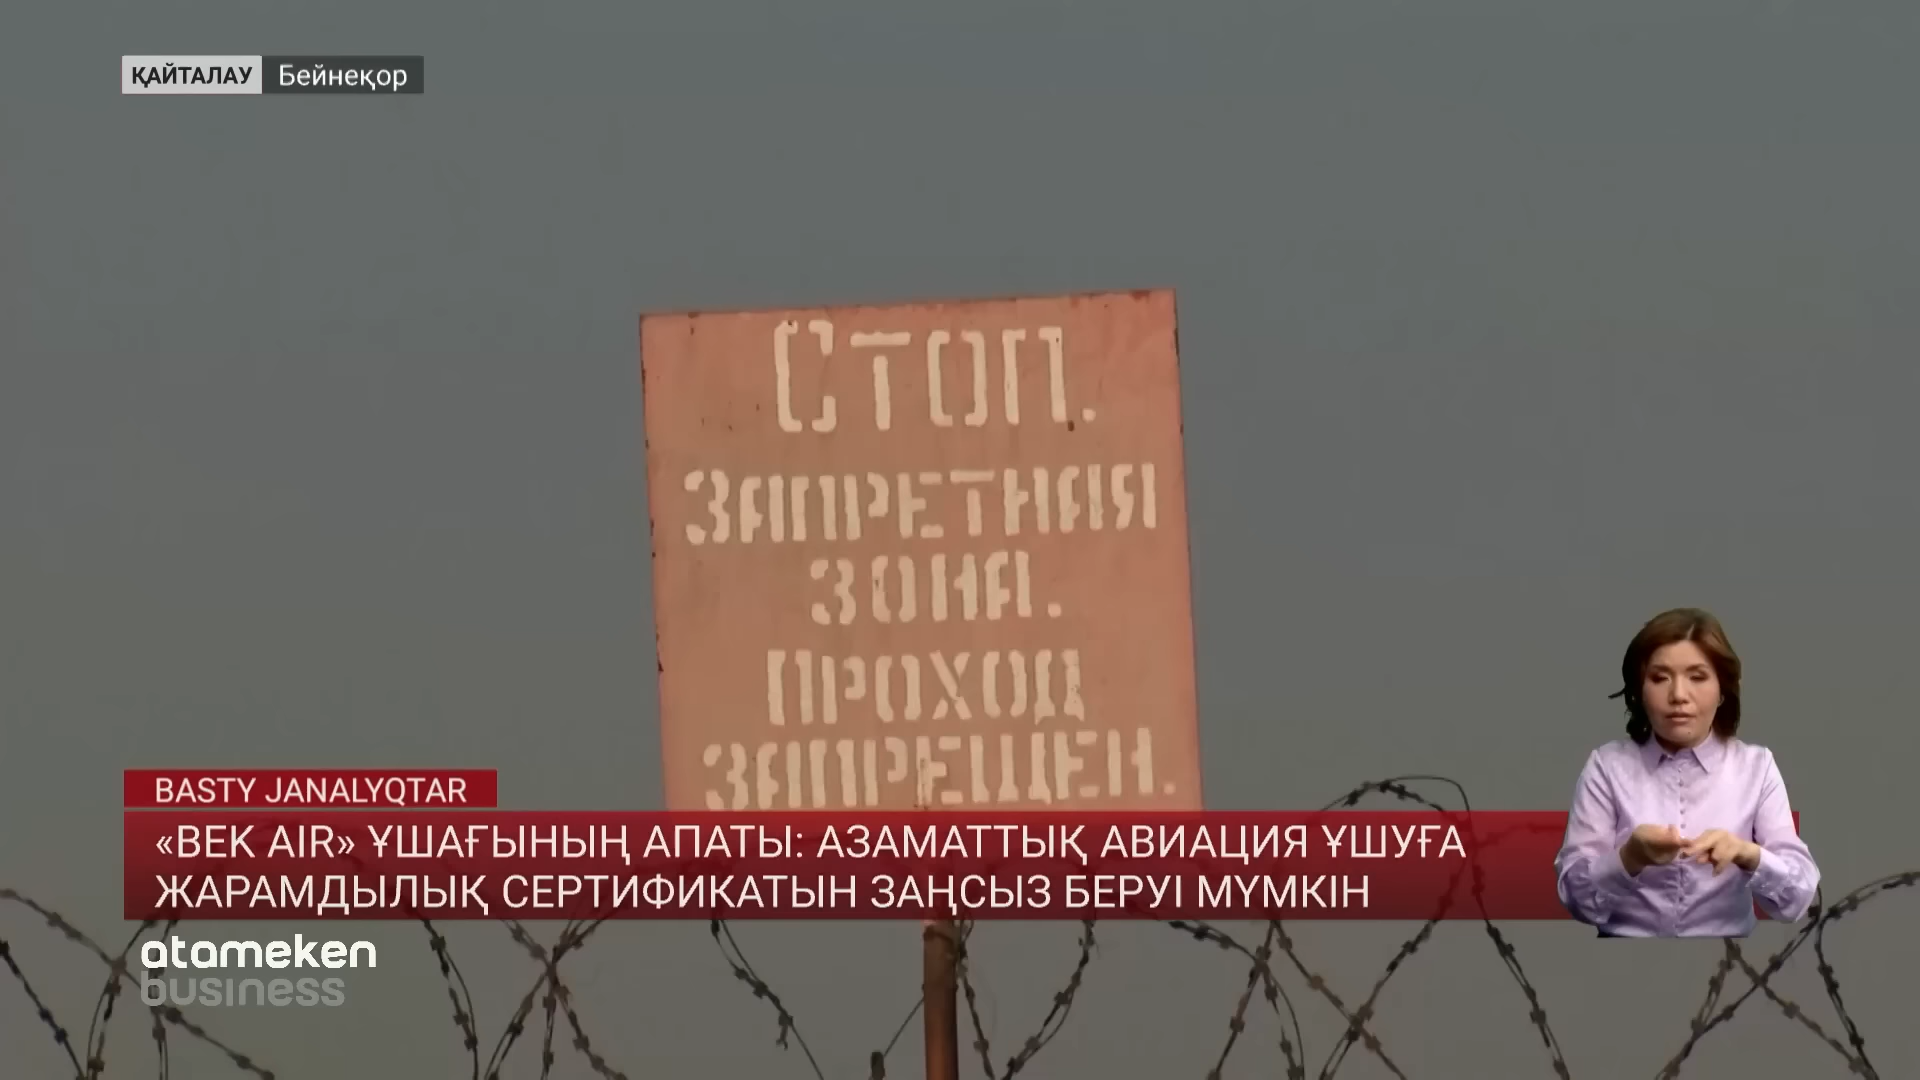 ҚАЙТАЛАУ Бейнеқор
СТОП.
ЗАПРЕТНАЯ
ЗОНА.
ПРОХОД
ЗАПРЕЩЕН.
BASTY JANALYQTAR
«BEK AIR» ҰШАҒЫНЫҢ АПАТЫ: АЗАМАТТЫҚ АВИАЦИЯ ҰШУҒА
ЖАРАМДЫЛЫҚ СЕРТИФИКАТЫН ЗАҢСЫЗ БЕРУІ МҮМКІН
atameken
business